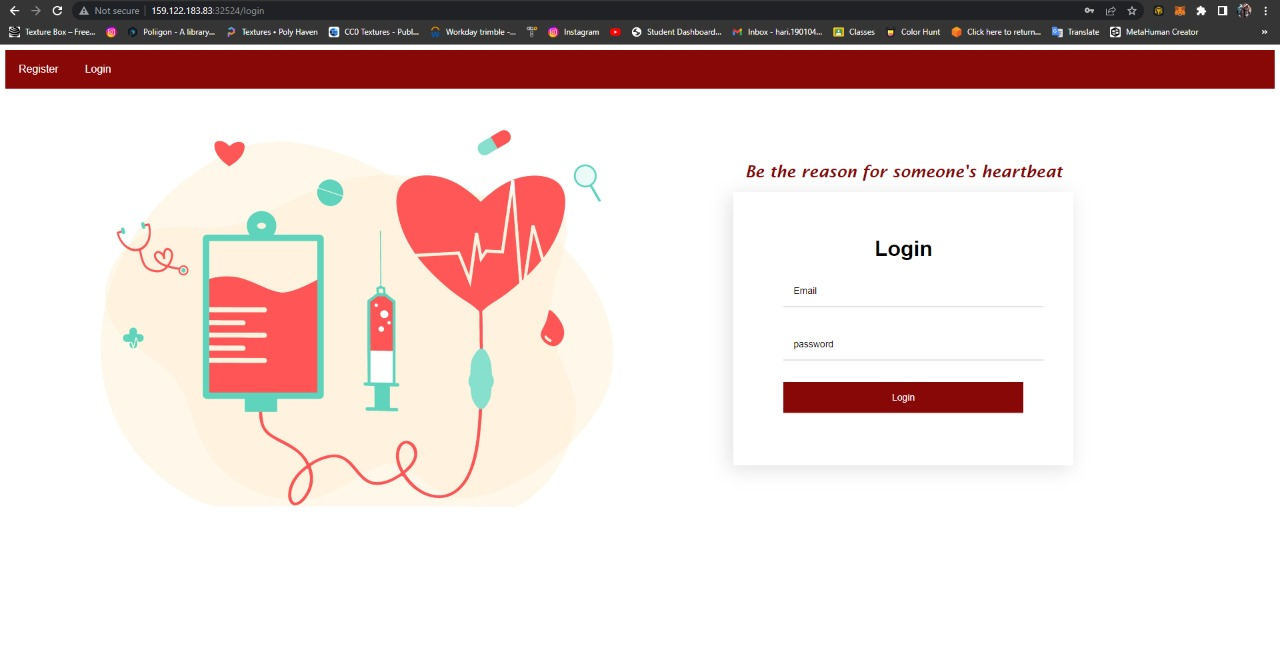 Not secure | 159.122.183.83:32524/login
Texture Box – Free... Poliigon - A library... Textures • Poly Haven CC0 Textures - Publ... Workday trimble -... Instagram Student Dashboard... Inbox - hari.190104... Classes Color Hunt Click here to return... Translate MetaHuman Creator »
Register Login
Be the reason for someone's heartbeat
Login
Email
password
Login